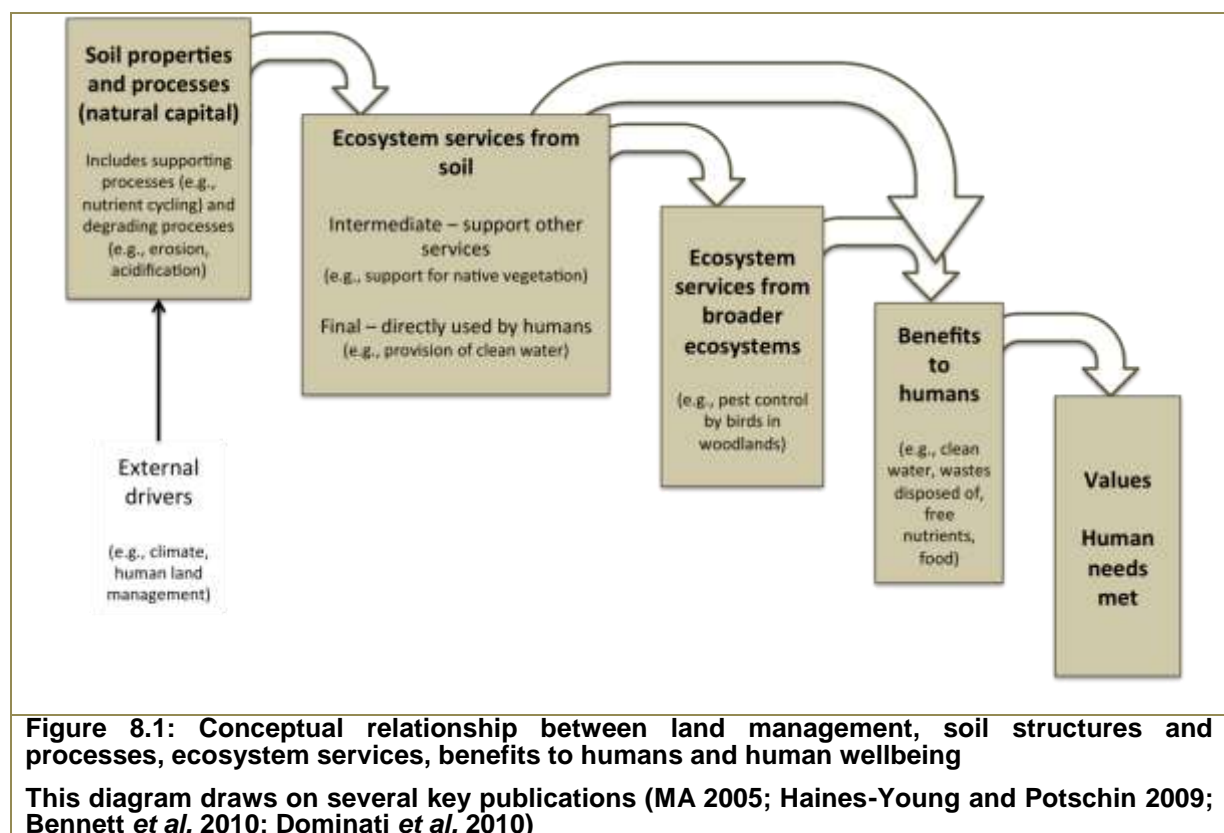 Soil properties
and processes
(natural capital)
Includes supporting
processes (e.g.,
nutrient cycling) and
degrading processes
(e.g., erosion,
acidification)
External
drivers
(e.g., climate,
human land
management)
Ecosystem services from
soil
Intermediate – support other
services
(e.g., support for native vegetation)
Final – directly used by humans
(e.g., provision of clean water)
Ecosystem
services from
broader
ecosystems
(e.g., pest control
by birds in
woodlands)
Benefits
to
humans
(e.g., clean
water, wastes
disposed of,
free
nutrients,
food)
Values
Human
needs
met
Figure 8.1: Conceptual relationship between land management, soil structures and
processes, ecosystem services, benefits to humans and human wellbeing
This diagram draws on several key publications (MA 2005; Haines-Young and Potschin 2009;
Bennett et al. 2010; Dominati et al. 2010)